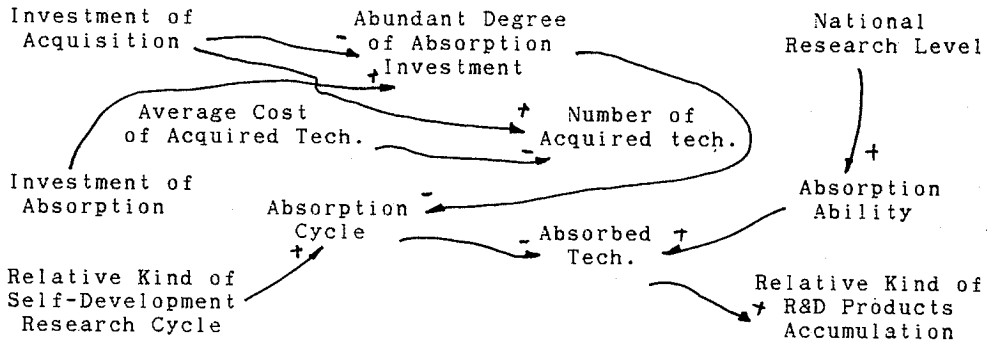 Investment of
Acquisition
Abundant Degree
of Absorption
Investment
National
Research Level
Average Cost
of Acquired Tech.
Number of
Acquired tech.
Investment of
Absorption
Absorption
Cycle
Absorbed
Tech.
Absorption
Ability
Relative Kind of
Self-Development
Research Cycle
Relative Kind of
R&D Products
Accumulation
-
+
+
-
-
+
+
-
+
+